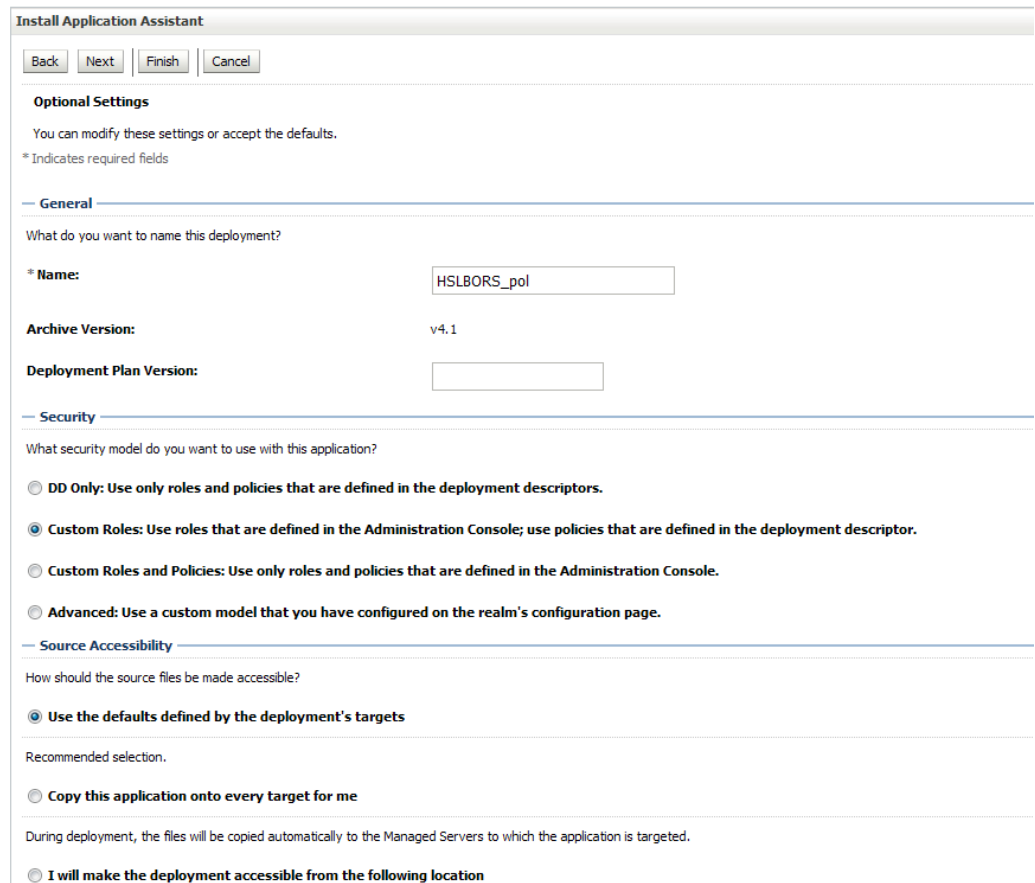 Install Application Assistant
Back Next Finish Cancel
Optional Settings
You can modify these settings or accept the defaults.
* Indicates required fields
General
What do you want to name this deployment?
* Name: HSLBORS_pol
Archive Version: v4.1
Deployment Plan Version:
Security
What security model do you want to use with this application?
DD Only: Use only roles and policies that are defined in the deployment descriptors.
Custom Roles: Use roles that are defined in the Administration Console; use policies that are defined in the deployment descriptor.
Custom Roles and Policies: Use only roles and policies that are defined in the Administration Console.
Advanced: Use a custom model that you have configured on the realm's configuration page.
Source Accessibility
How should the source files be made accessible?
Use the defaults defined by the deployment's targets
Recommended selection.
Copy this application onto every target for me
During deployment, the files will be copied automatically to the Managed Servers to which the application is targeted.
I will make the deployment accessible from the following location